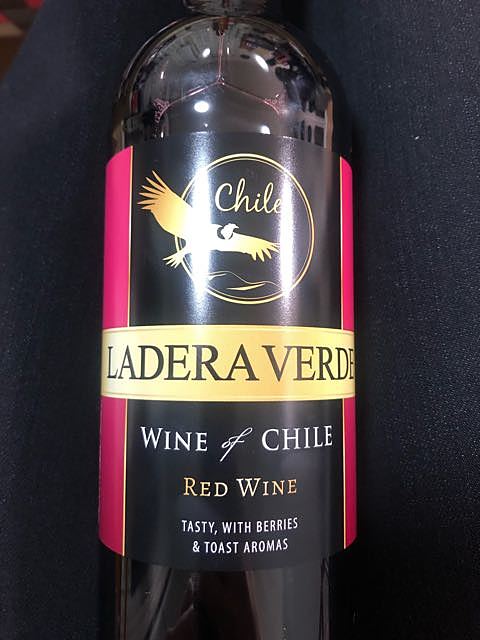 Chile
LADERA VERDE
WINE of CHILE
RED WINE
TASTY, WITH BERRIES
& TOAST AROMAS